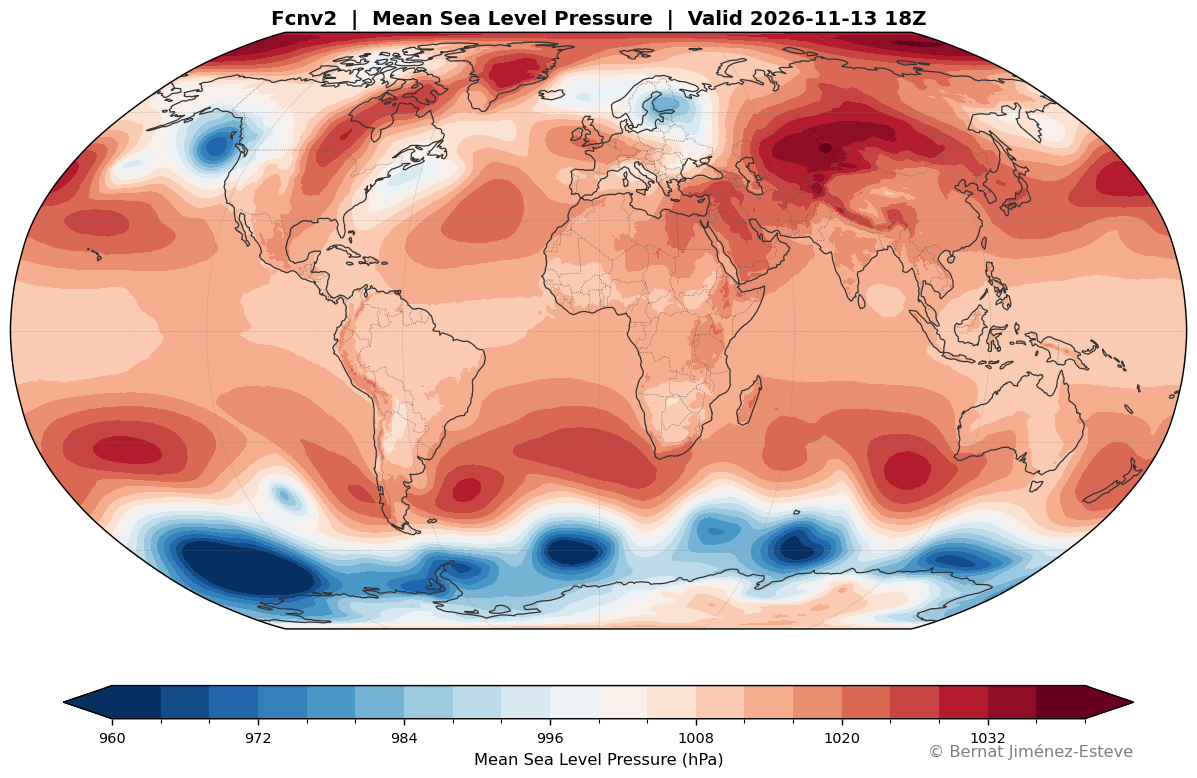 Fcnv2 | Mean Sea Level Pressure | Valid 2026-11-13 18Z
960 972 984 996 1008 1020 1032
Mean Sea Level Pressure (hPa)
© Bernat Jiménez-Esteve